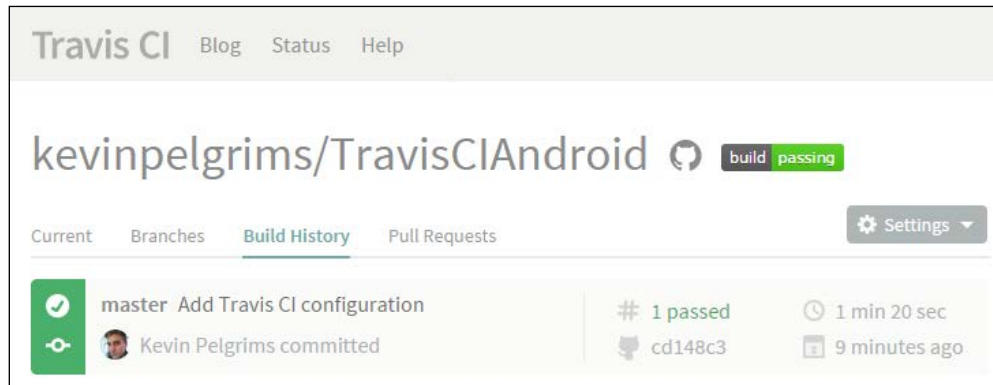 Travis CI Blog Status Help
kevinpelgrims/TravisCIAndroid build passing
Current Branches Build History Pull Requests Settings
master Add Travis CI configuration # 1 passed 1 min 20 sec
Kevin Pelgrims committed cd148c3 9 minutes ago